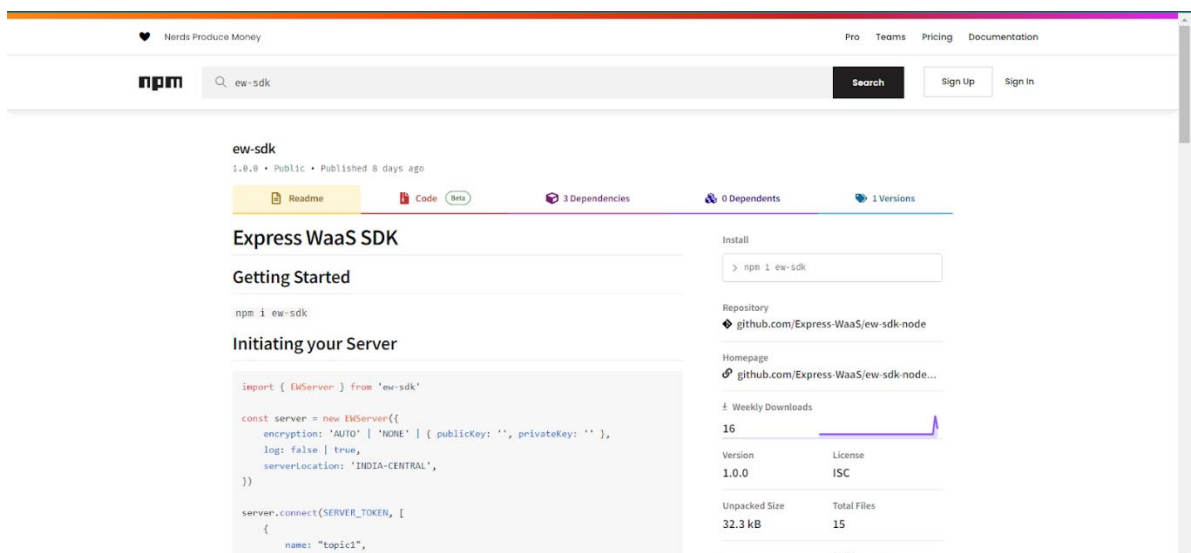 Nerds Produce Money
Pro Teams Pricing Documentation
npm
ew-sdk
Search
Sign Up
Sign In
ew-sdk
1.0.0 • Public • Published 8 days ago
Readme
Code Beta
3 Dependencies
0 Dependents
1 Versions
Express WaaS SDK
Getting Started
npm i ew-sdk
Initiating your Server
import { EWServer } from 'ew-sdk'
const server = new EWServer({
encryption: 'AUTO' | 'NONE' | { publicKey: '', privateKey: '' },
log: false | true,
serverLocation: 'INDIA-CENTRAL',
})
server.connect(SERVER_TOKEN, [
{
name: "topic1",
Install
> npm i ew-sdk
Repository
github.com/Express-WaaS/ew-sdk-node
Homepage
github.com/Express-WaaS/ew-sdk-node...
Weekly Downloads
16
Version
License
1.0.0
ISC
Unpacked Size
Total Files
32.3 kB
15